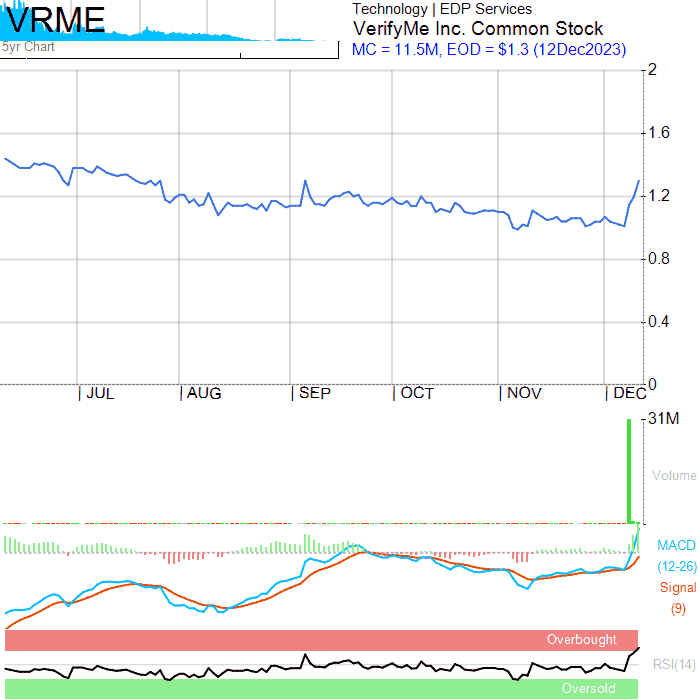 VRME
5yr Chart
Technology | EDP Services
VerifyMe Inc. Common Stock
MC = 11.5M, EOD = $1.3 (12Dec2023)
2
1.6
1.2
0.8
0.4
0
| JUL | AUG | SEP | OCT | NOV | DEC
31M
Volume
MACD
(12-26)
Signal
(9)
Overbought
RSI(14)
Oversold